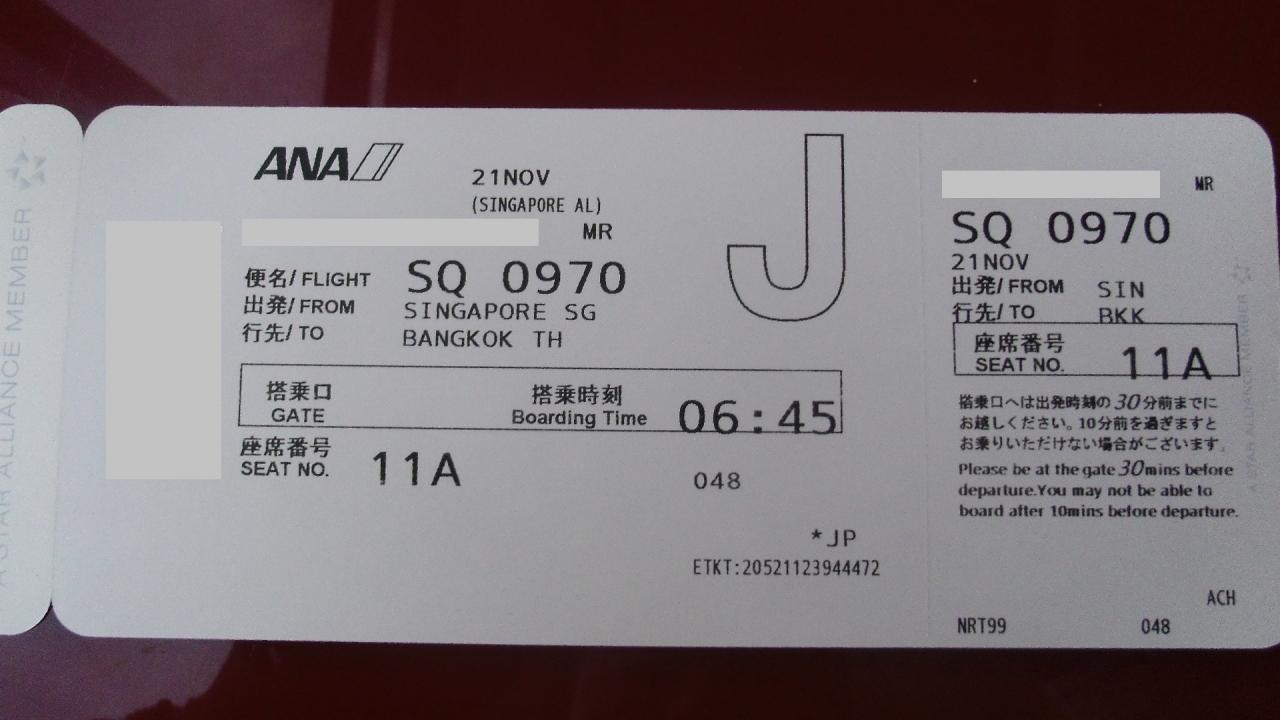 A STAR ALLIANCE MEMBER
ANA
21NOV
(SINGAPORE AL)
MR
便名/ FLIGHT SQ 0970
出発/ FROM SINGAPORE SG
行先/ TO BANGKOK TH
搭乗口 GATE 搭乗時刻 Boarding Time 06:45
座席番号 SEAT NO. 11A
048
*JP
ETKT:20521123944472
J
MR
SQ 0970
21NOV
出発/ FROM SIN
行先/ TO BKK
座席番号
SEAT NO. 11A
搭乗口へは出発時刻の30分前までに
お越しください。10分前を過ぎますと
お乗りいただけない場合がございます。
Please be at the gate 30mins before
departure.You may not be able to
board after 10mins before departure.
A STAR ALLIANCE MEMBER
ACH
NRT99 048